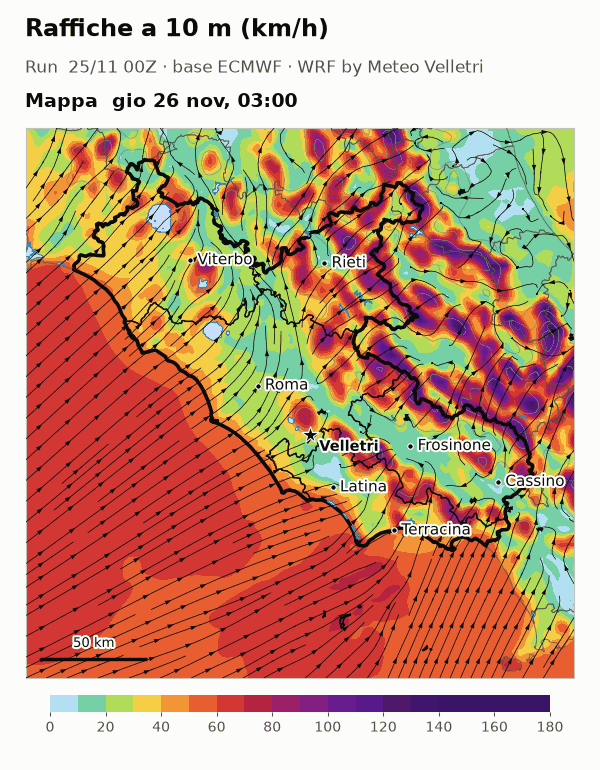 Raffiche a 10 m (km/h)
Run  25/11 00Z · base ECMWF · WRF by Meteo Velletri
Mappa  gio 26 nov, 03:00
Viterbo
Rieti
Roma
Velletri
Frosinone
Cassino
Latina
Terracina
50 km
0 20 40 60 80 100 120 140 160 180